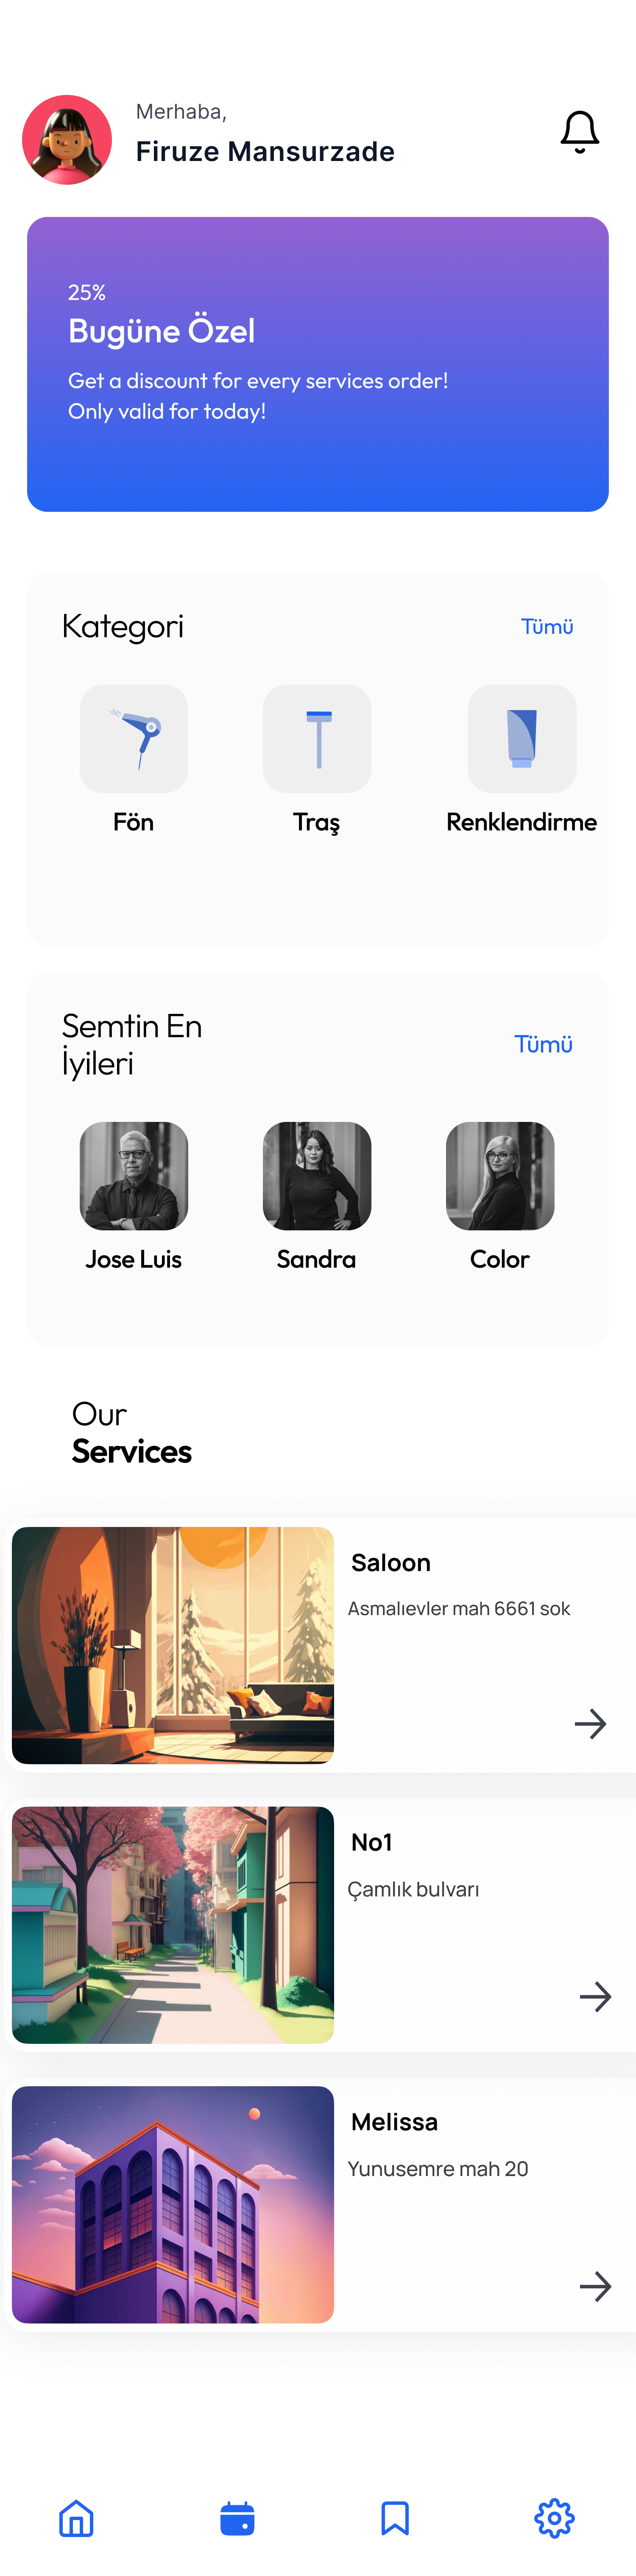 Merhaba,
Firuze Mansurzade
25%
Bugüne Özel
Get a discount for every services order!
Only valid for today!
Kategori
Tümü
Fön
Traş
Renklendirme
Semtin En
İyileri
Tümü
Jose Luis
Sandra
Color
Our
Services
Saloon
Asmalıevler mah 6661 sok
No1
Çamlık bulvarı
Melissa
Yunusemre mah 20